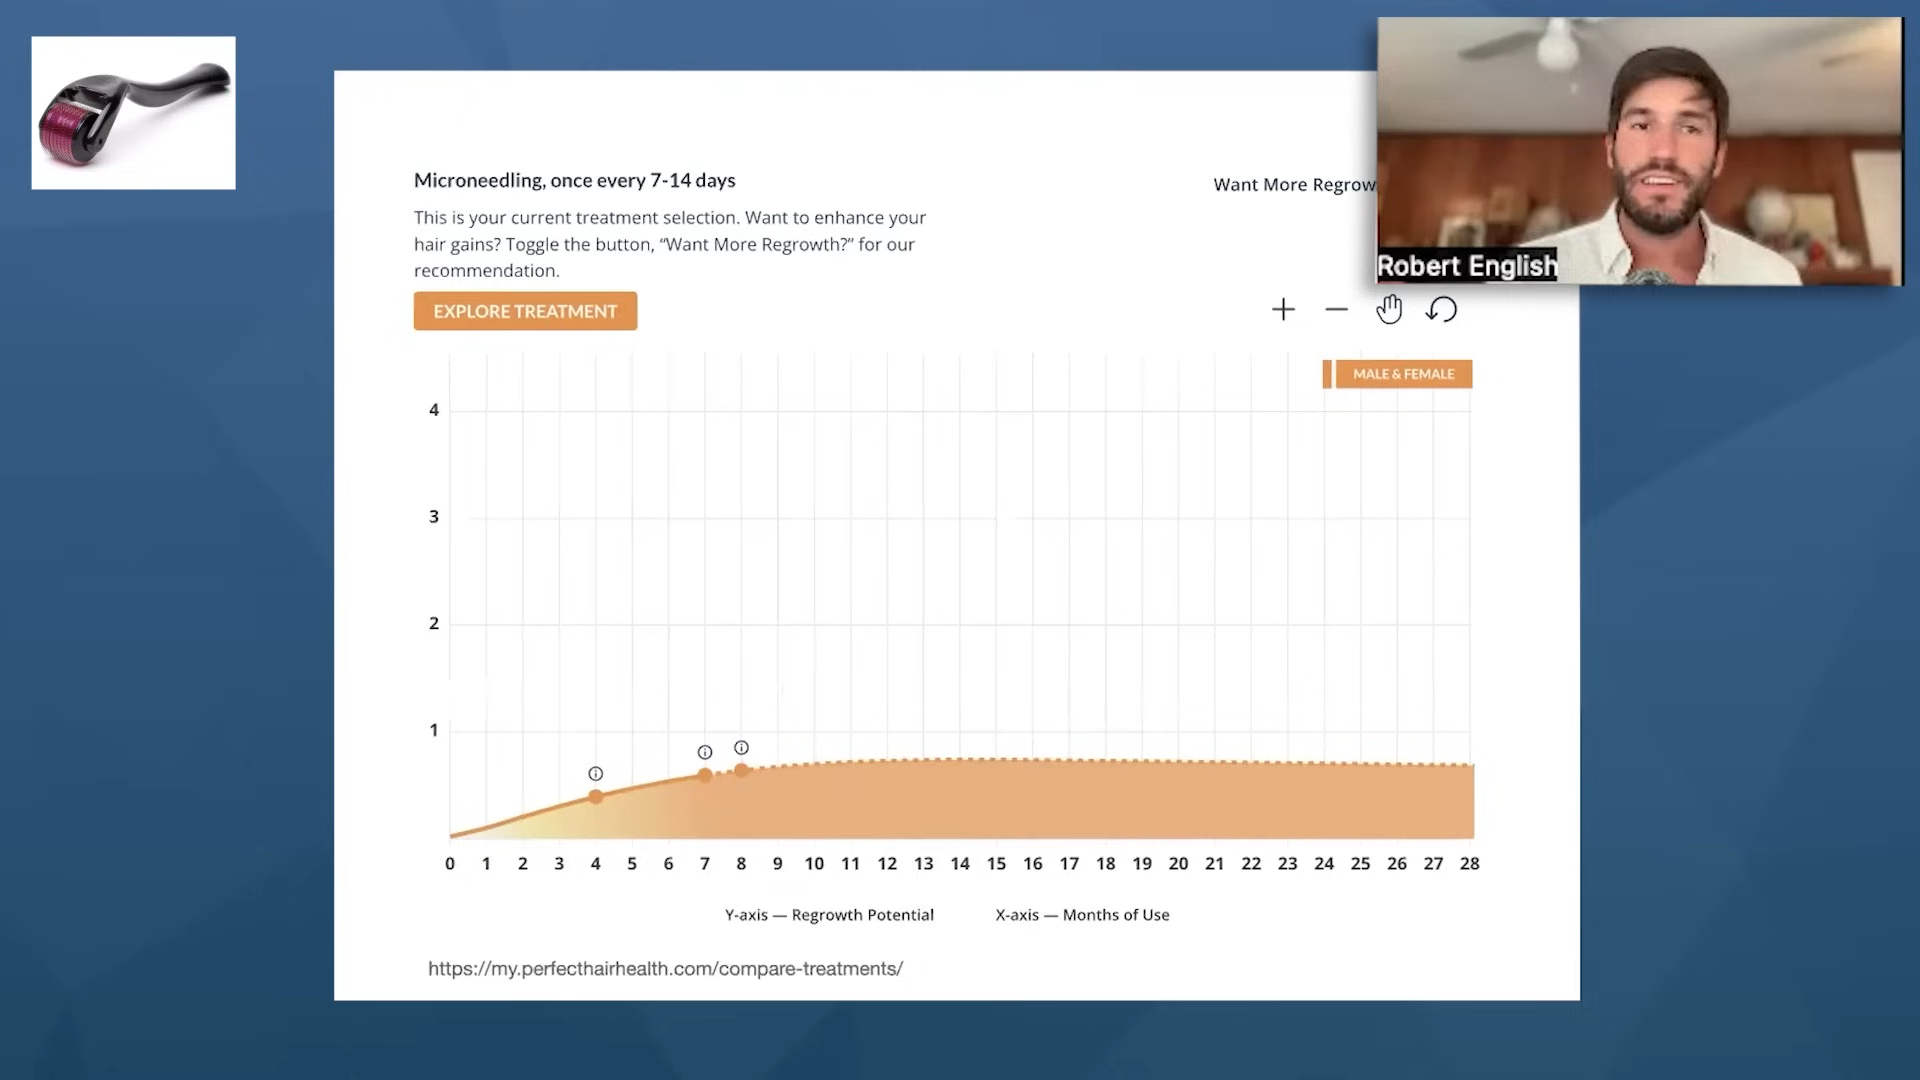 Microneedling, once every 7-14 days
This is your current treatment selection. Want to enhance your
hair gains? Toggle the button, “Want More Regrowth?” for our
recommendation.
EXPLORE TREATMENT
Want More Regrow
Robert English
MALE & FEMALE
4
3
2
1
0 1 2 3 4 5 6 7 8 9 10 11 12 13 14 15 16 17 18 19 20 21 22 23 24 25 26 27 28
Y-axis — Regrowth Potential X-axis — Months of Use
https://my.perfecthairhealth.com/compare-treatments/